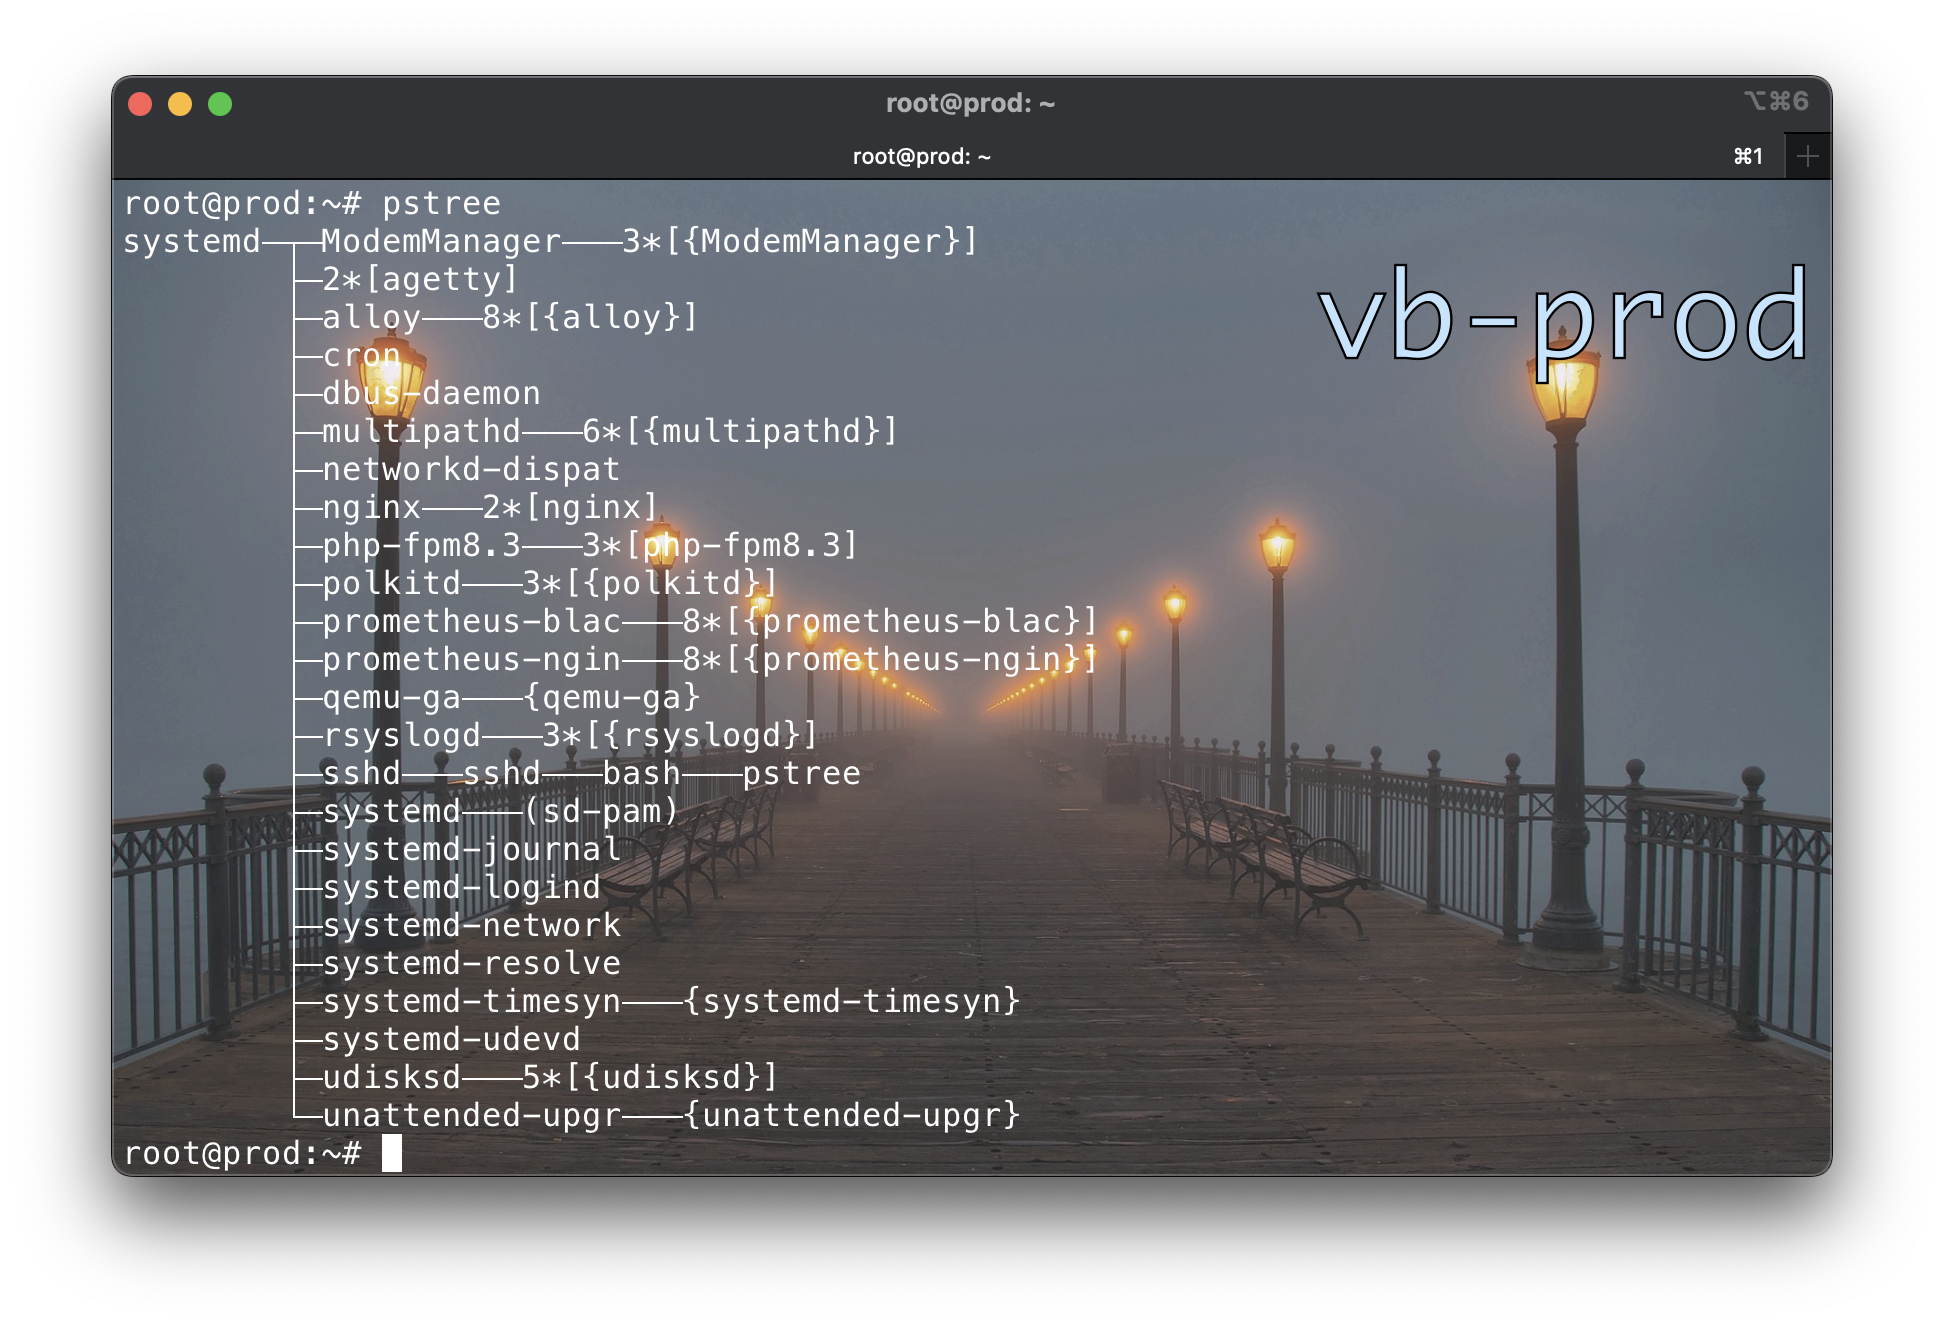 root@prod: ~
⌥⌘6
root@prod: ~
⌘1
root@prod:~# pstree
systemd─┬─ModemManager───3*[{ModemManager}]
        ├─2*[agetty]
        ├─alloy───8*[{alloy}]
        ├─cron
        ├─dbus-daemon
        ├─multipathd───6*[{multipathd}]
        ├─networkd-dispat
        ├─nginx───2*[nginx]
        ├─php-fpm8.3───3*[php-fpm8.3]
        ├─polkitd───3*[{polkitd}]
        ├─prometheus-blac───8*[{prometheus-blac}]
        ├─prometheus-ngin───8*[{prometheus-ngin}]
        ├─qemu-ga───{qemu-ga}
        ├─rsyslogd───3*[{rsyslogd}]
        ├─sshd───sshd───bash───pstree
        ├─systemd───(sd-pam)
        ├─systemd-journal
        ├─systemd-logind
        ├─systemd-network
        ├─systemd-resolve
        ├─systemd-timesyn───{systemd-timesyn}
        ├─systemd-udevd
        ├─udisksd───5*[{udisksd}]
        └─unattended-upgr───{unattended-upgr}
root@prod:~#
vb-prod